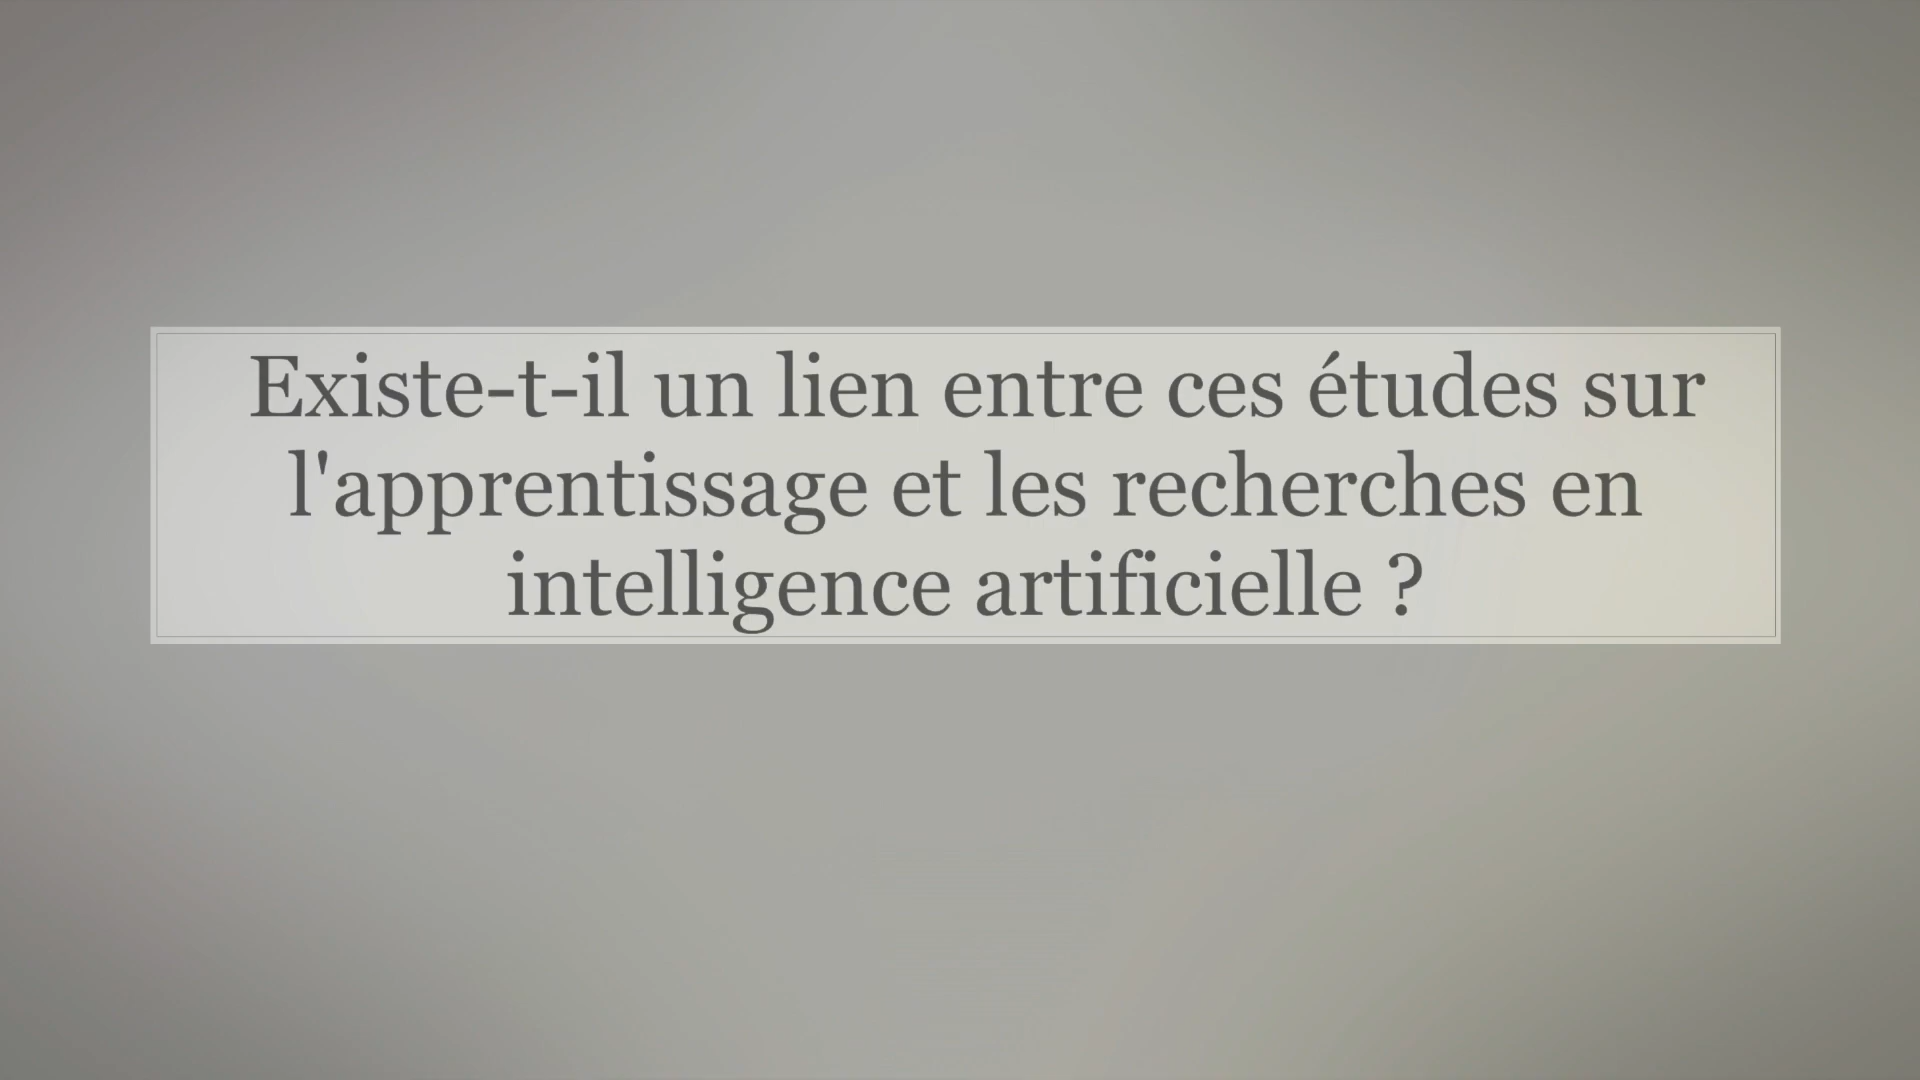 Existe-t-il un lien entre ces études sur
l'apprentissage et les recherches en
intelligence artificielle ?